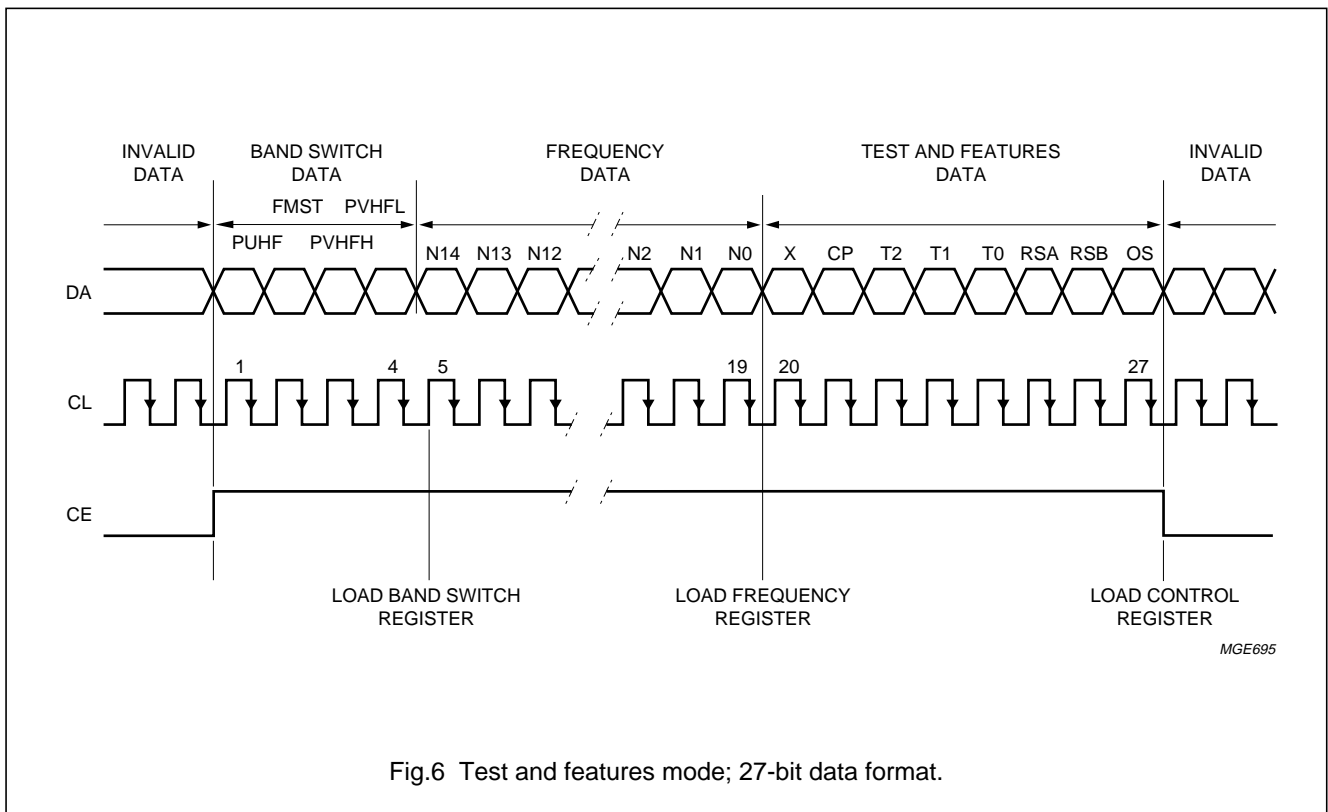 INVALID DATA
BAND SWITCH DATA
FREQUENCY DATA
TEST AND FEATURES DATA
INVALID DATA
FMST PVHFL
PUHF PVHFH
N14 N13 N12 N2 N1 N0 X CP T2 T1 T0 RSA RSB OS
DA
1 4 5 19 20 27
CL
CE
LOAD BAND SWITCH REGISTER
LOAD FREQUENCY REGISTER
LOAD CONTROL REGISTER
MGE695
Fig.6 Test and features mode; 27-bit data format.